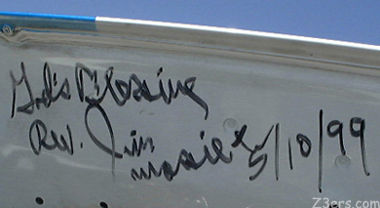 God's Blessing
Rev. Jim
Massie 5/10/99
Z3ers.com